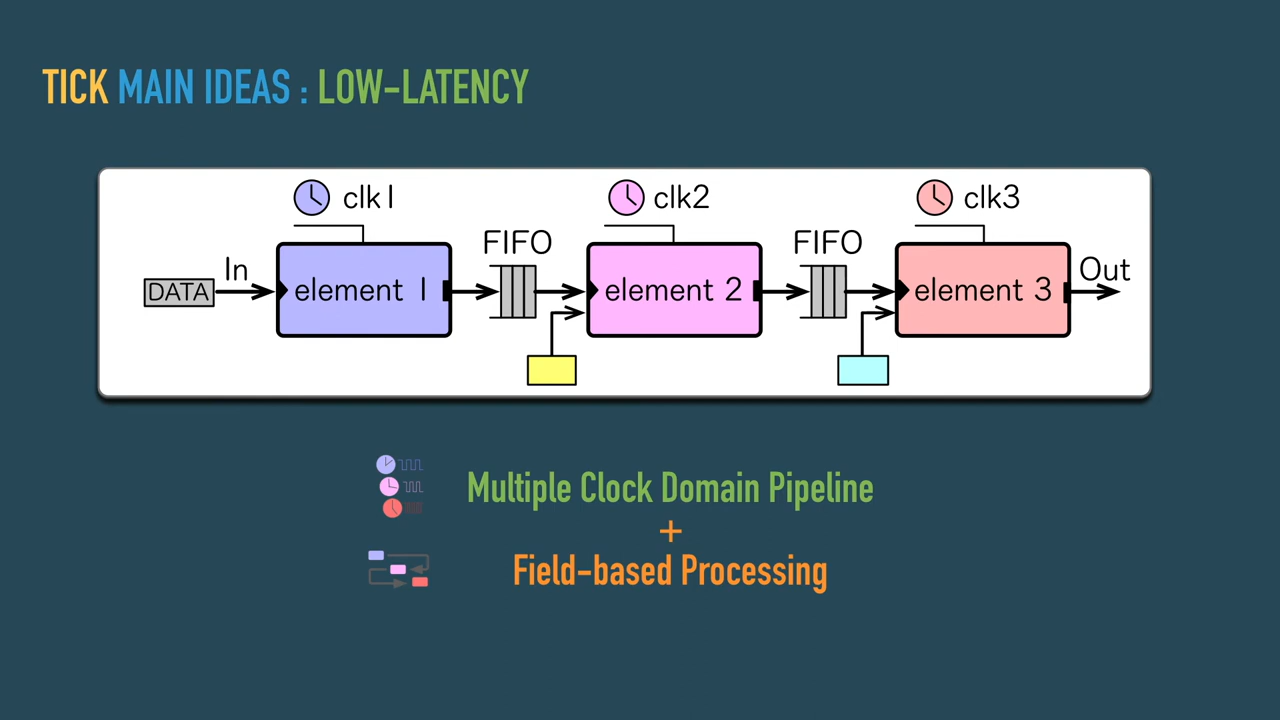 TICK MAIN IDEAS : LOW-LATENCY
clk1 clk2 clk3
FIFO FIFO
In Out
DATA element 1 element 2 element 3
Multiple Clock Domain Pipeline
+
Field-based Processing